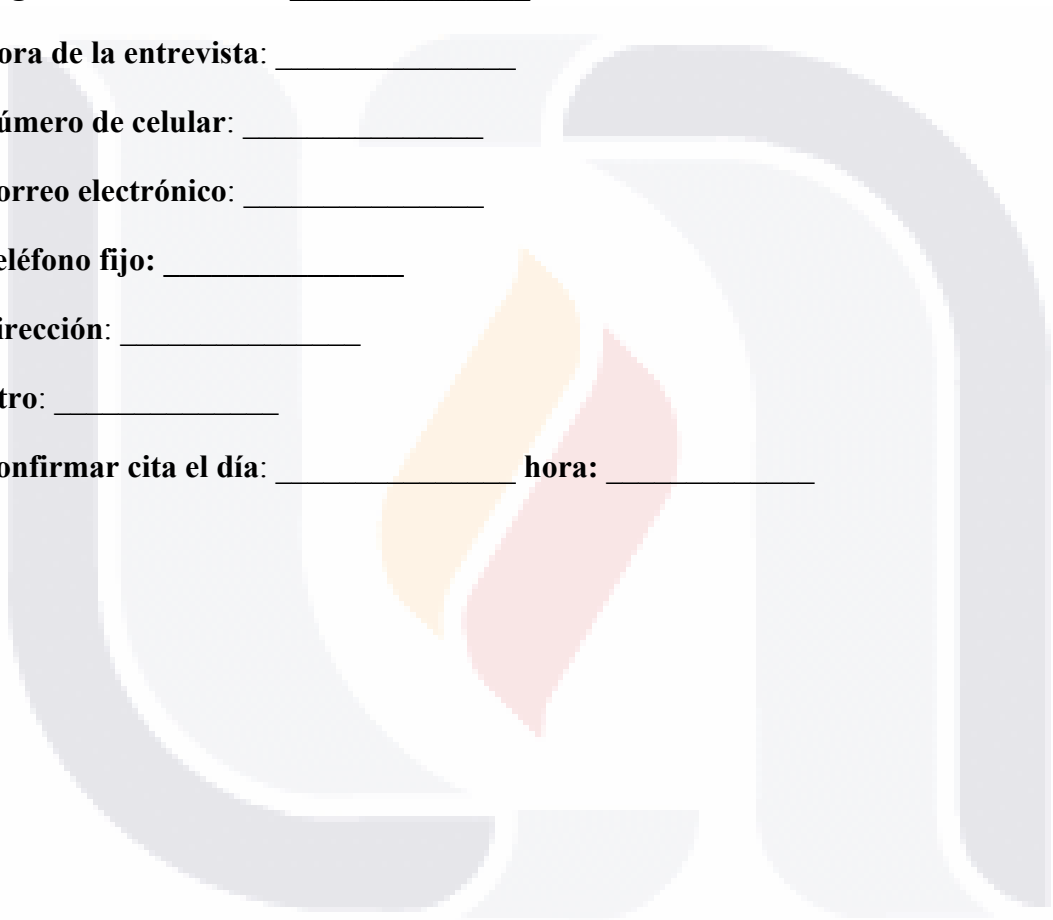 ora de la entrevista: _______________
úmero de celular: _______________
orreo electrónico: _______________
eléfono fijo: _______________
irección: _______________
tro: ______________
onfirmar cita el día: _______________ hora: _____________